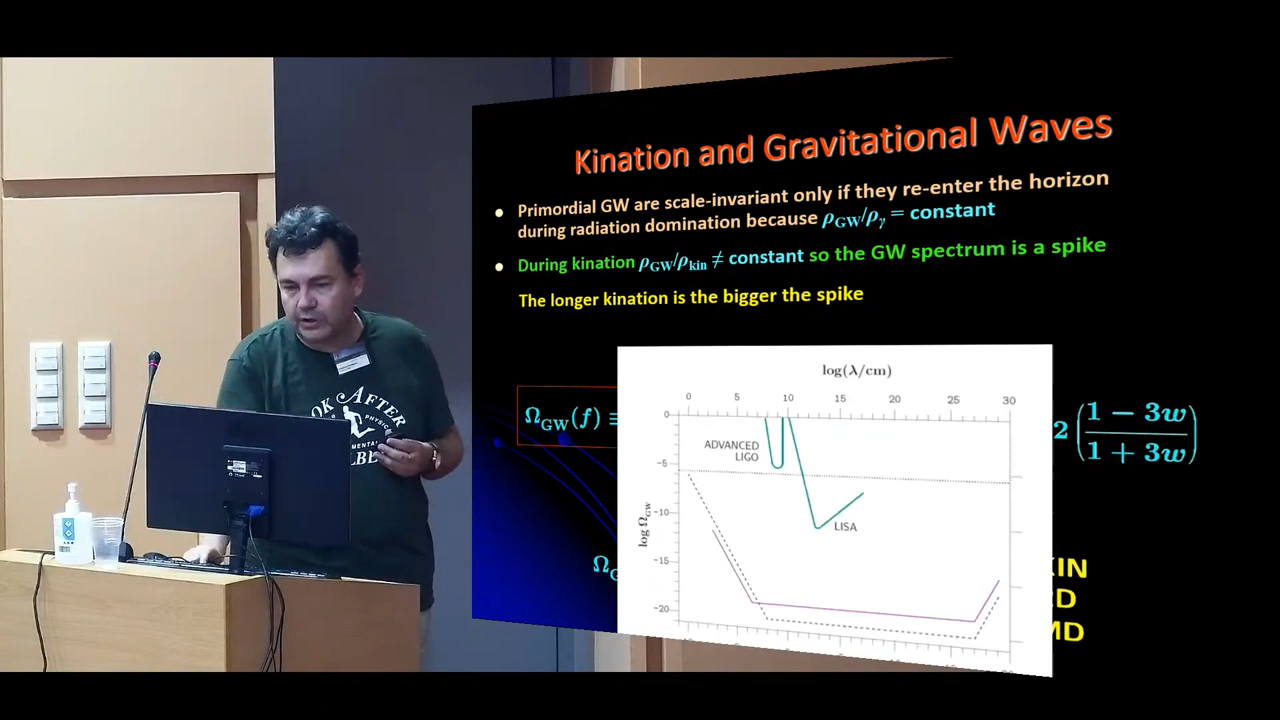 Kination and Gravitational Waves
Primordial GW are scale-invariant only if they re-enter the horizon
during radiation domination because ρGW/ργ = constant
During kination ρGW/ρkin ≠ constant so the GW spectrum is a spike
The longer kination is the bigger the spike
log(λ/cm)
0 5 10 15 20 25 30
0
ADVANCED
LIGO
−5
−10
LISA
−15
−20
log ΩGW
ΩGW(f) ≡
2 (1 − 3w / 1 + 3w)
IN
D
MD
AFTER
PHYSICS